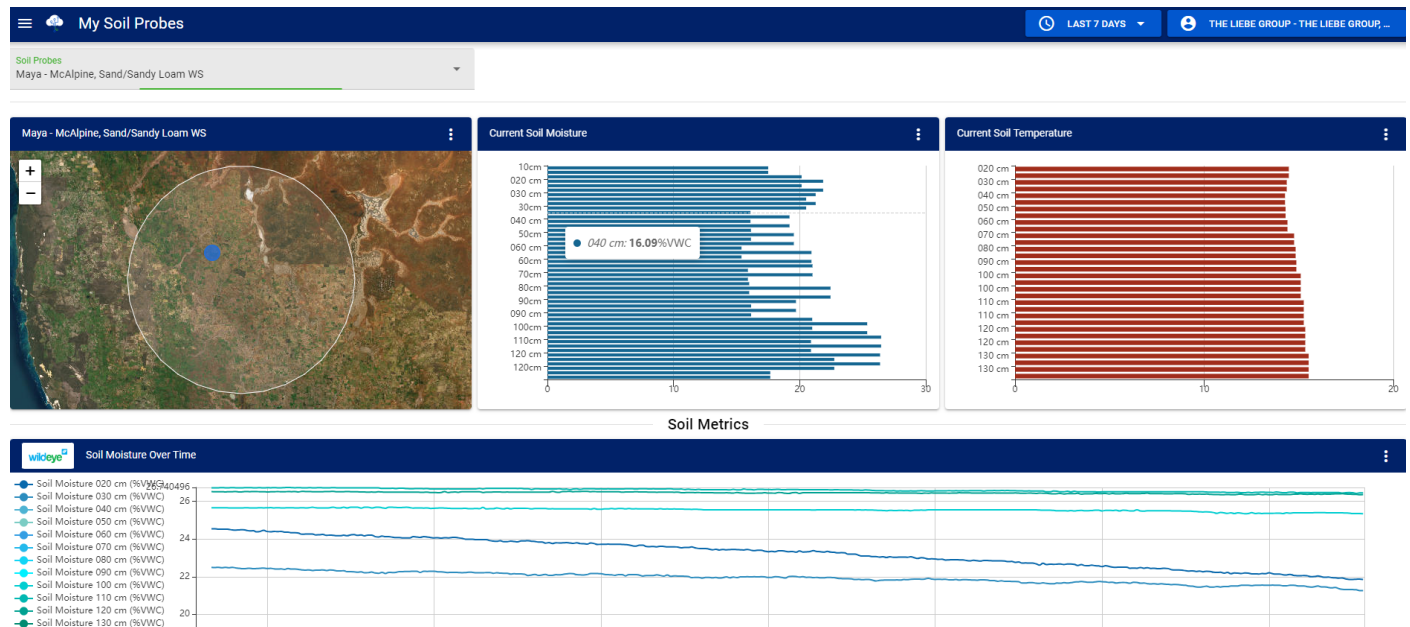 My Soil Probes
LAST 7 DAYS
THE LIEBE GROUP - THE LIEBE GROUP, ...
Soil Probes
Maya - McAlpine, Sand/Sandy Loam WS
Maya - McAlpine, Sand/Sandy Loam WS
+
−
Current Soil Moisture
10cm
020 cm
030 cm
30cm
040 cm
50cm
060 cm
60cm
70cm
80cm
90cm
090 cm
100cm
110cm
120 cm
120cm
040 cm: 16.09%VWC
0 10 20 30
Current Soil Temperature
020 cm
030 cm
040 cm
050 cm
060 cm
070 cm
080 cm
090 cm
100 cm
100 cm
110 cm
110 cm
120 cm
120 cm
130 cm
130 cm
0 10 20
Soil Metrics
wildeye
Soil Moisture Over Time
Soil Moisture 020 cm (%VWC)
Soil Moisture 030 cm (%VWC)
Soil Moisture 040 cm (%VWC)
Soil Moisture 050 cm (%VWC)
Soil Moisture 060 cm (%VWC)
Soil Moisture 070 cm (%VWC)
Soil Moisture 080 cm (%VWC)
Soil Moisture 090 cm (%VWC)
Soil Moisture 100 cm (%VWC)
Soil Moisture 110 cm (%VWC)
Soil Moisture 120 cm (%VWC)
Soil Moisture 130 cm (%VWC)
26.740496
26
24
22
20